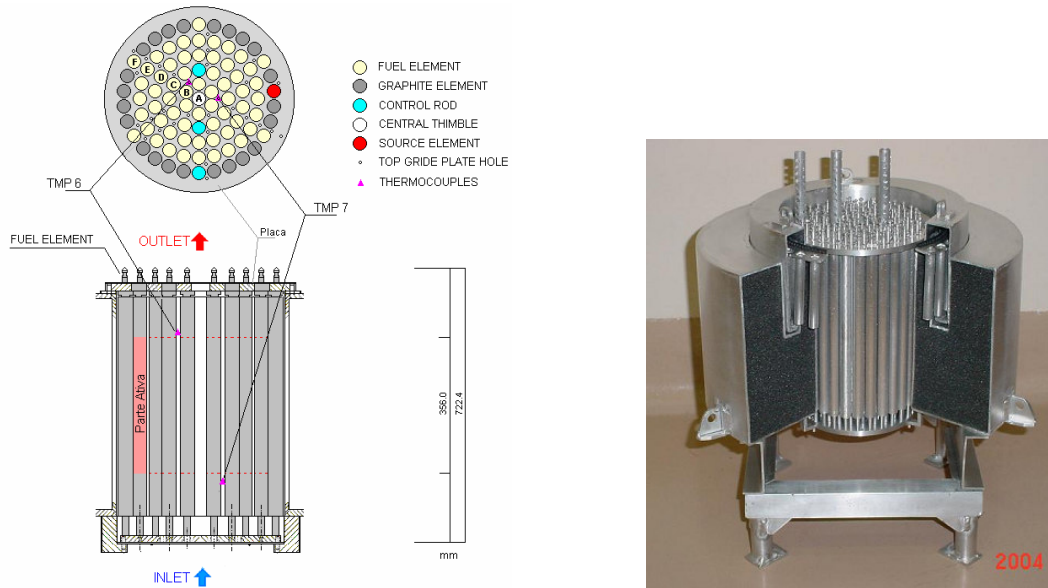 F
E
D
C
B
A
FUEL ELEMENT
GRAPHITE ELEMENT
CONTROL ROD
CENTRAL THIMBLE
SOURCE ELEMENT
TOP GRIDE PLATE HOLE
THERMOCOUPLES
TMP 6
TMP 7
Placa
FUEL ELEMENT
OUTLET
Parte Ativa
356.0
722.4
mm
INLET
2004